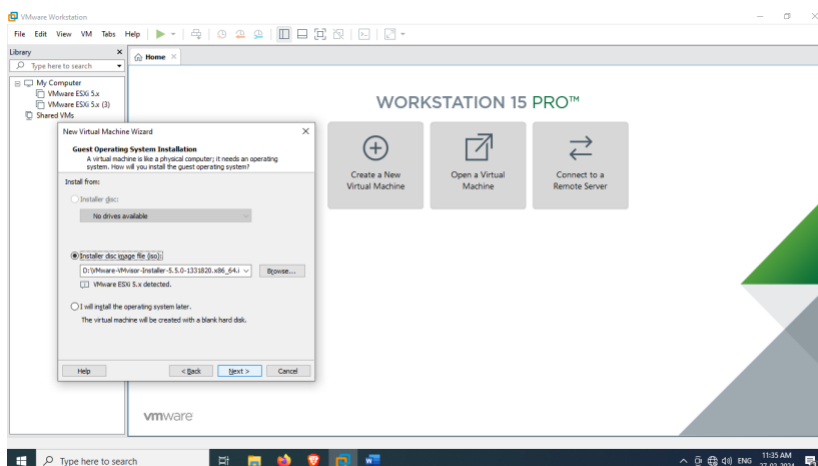 VMware Workstation
File Edit View VM Tabs Help
Library
Type here to search
Home
My Computer
VMware ESXi 5.x
VMware ESXi 5.x (3)
Shared VMs
WORKSTATION 15 PRO™
Create a New
Virtual Machine
Open a Virtual
Machine
Connect to a
Remote Server
New Virtual Machine Wizard
Guest Operating System Installation
A virtual machine is like a physical computer; it needs an operating
system. How will you install the guest operating system?
Install from:
Installer disc:
No drives available
Installer disc image file (iso):
D:\VMware-VMvisor-Installer-5.5.0-1331820.x86_64.i
Browse...
VMware ESXi 5.x detected.
I will install the operating system later.
The virtual machine will be created with a blank hard disk.
Help
< Back
Next >
Cancel
vmware
Type here to search
ENG
11:35 AM
27-03-2024